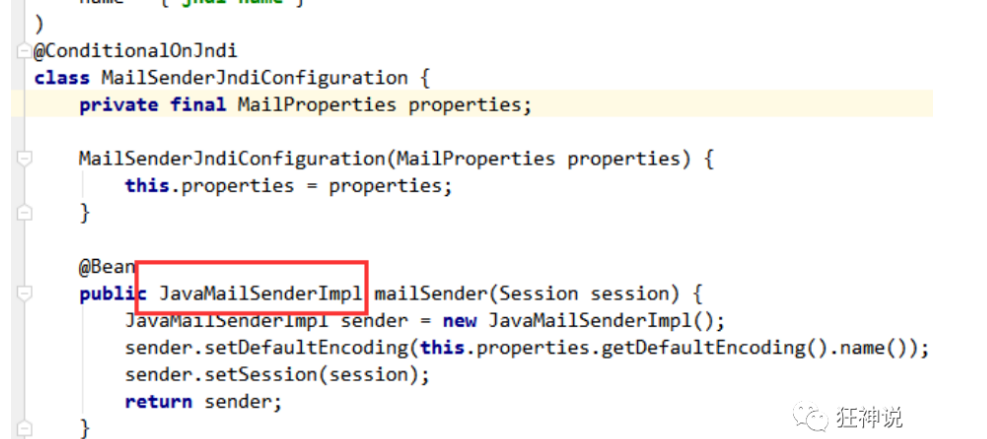 name = { "jndi-name" }
)
@ConditionalOnJndi
class MailSenderJndiConfiguration {
    private final MailProperties properties;
    MailSenderJndiConfiguration(MailProperties properties) {
        this.properties = properties;
    }
    @Bean
    public JavaMailSenderImpl mailSender(Session session) {
        JavaMailSenderImpl sender = new JavaMailSenderImpl();
        sender.setDefaultEncoding(this.properties.getDefaultEncoding().name());
        sender.setSession(session);
        return sender;
    }
狂神说